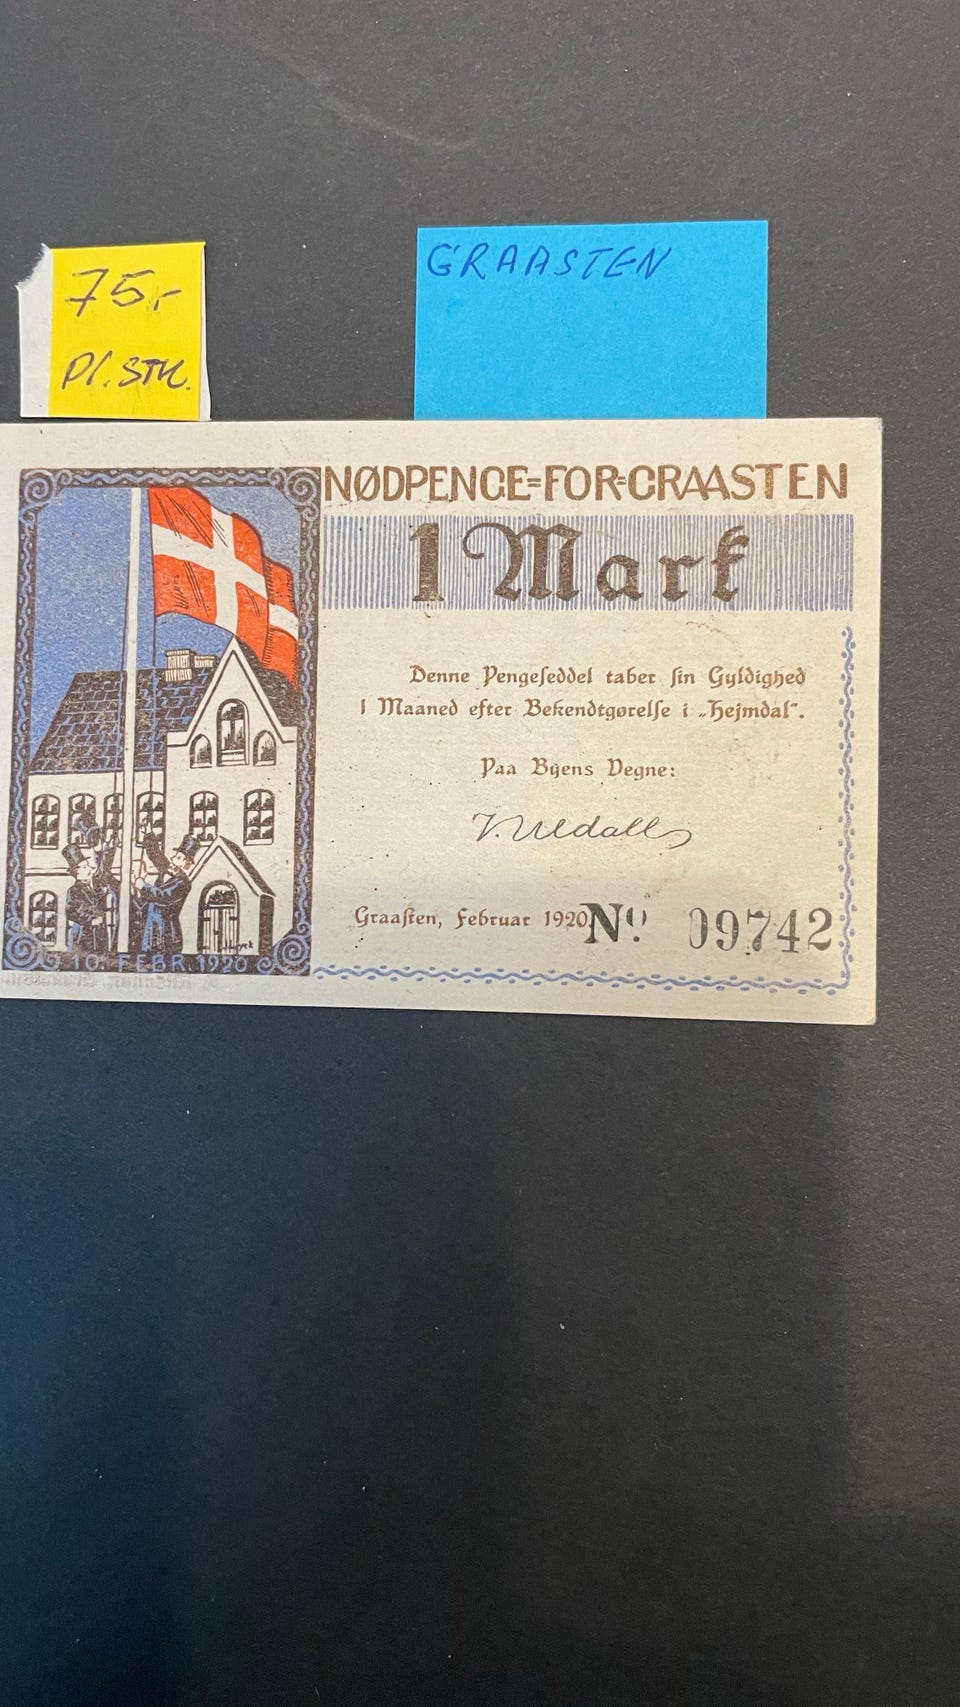 75,-
Pr. STK.
GRAASTEN
NØDPENGE=FOR=GRAASTEN
1 Mark
Denne Pengeseddel taber sin Gyldighed
1 Maaned efter Bekendtgørelse i „Hejmdal“.
Paa Byens Vegne:
Graasten, Februar 1920
No 09742
10. FEBR. 1920